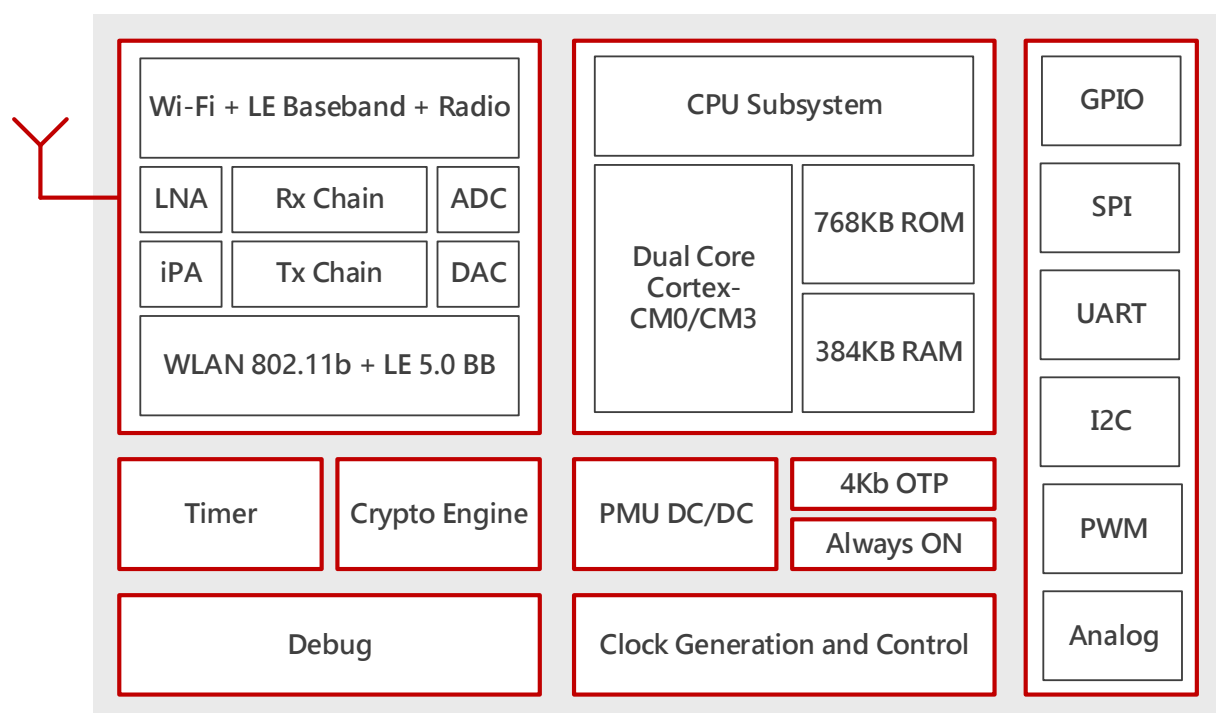 Wi-Fi + LE Baseband + Radio
LNA
Rx Chain
ADC
iPA
Tx Chain
DAC
WLAN 802.11b + LE 5.0 BB
CPU Subsystem
Dual Core
Cortex-
CM0/CM3
768KB ROM
384KB RAM
GPIO
SPI
UART
I2C
PWM
Analog
Timer
Crypto Engine
PMU DC/DC
4Kb OTP
Always ON
Debug
Clock Generation and Control